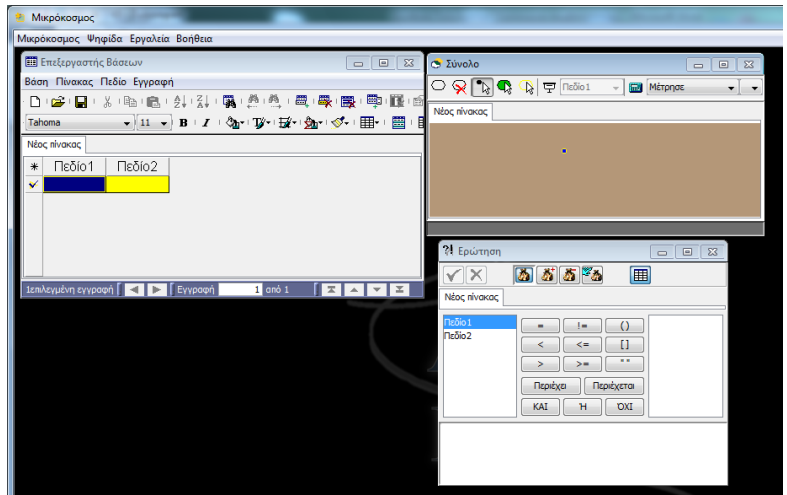 Μικρόκοσμος
Μικρόκοσμος Ψηφίδα Εργαλεία Βοήθεια
Επεξεργαστής Βάσεων
Βάση Πίνακας Πεδίο Εγγραφή
Tahoma 11 B I
Νέος πίνακας
Πεδίο1 Πεδίο2
1επιλεγμένη εγγραφή Εγγραφή 1 από 1
Σύνολο
Πεδίο1 Μέτρησε
Νέος πίνακας
?! Ερώτηση
Νέος πίνακας
Πεδίο1
Πεδίο2
= != ()
< <= []
> >= ""
Περιέχει Περιέχεται
ΚΑΙ Ή ΌΧΙ